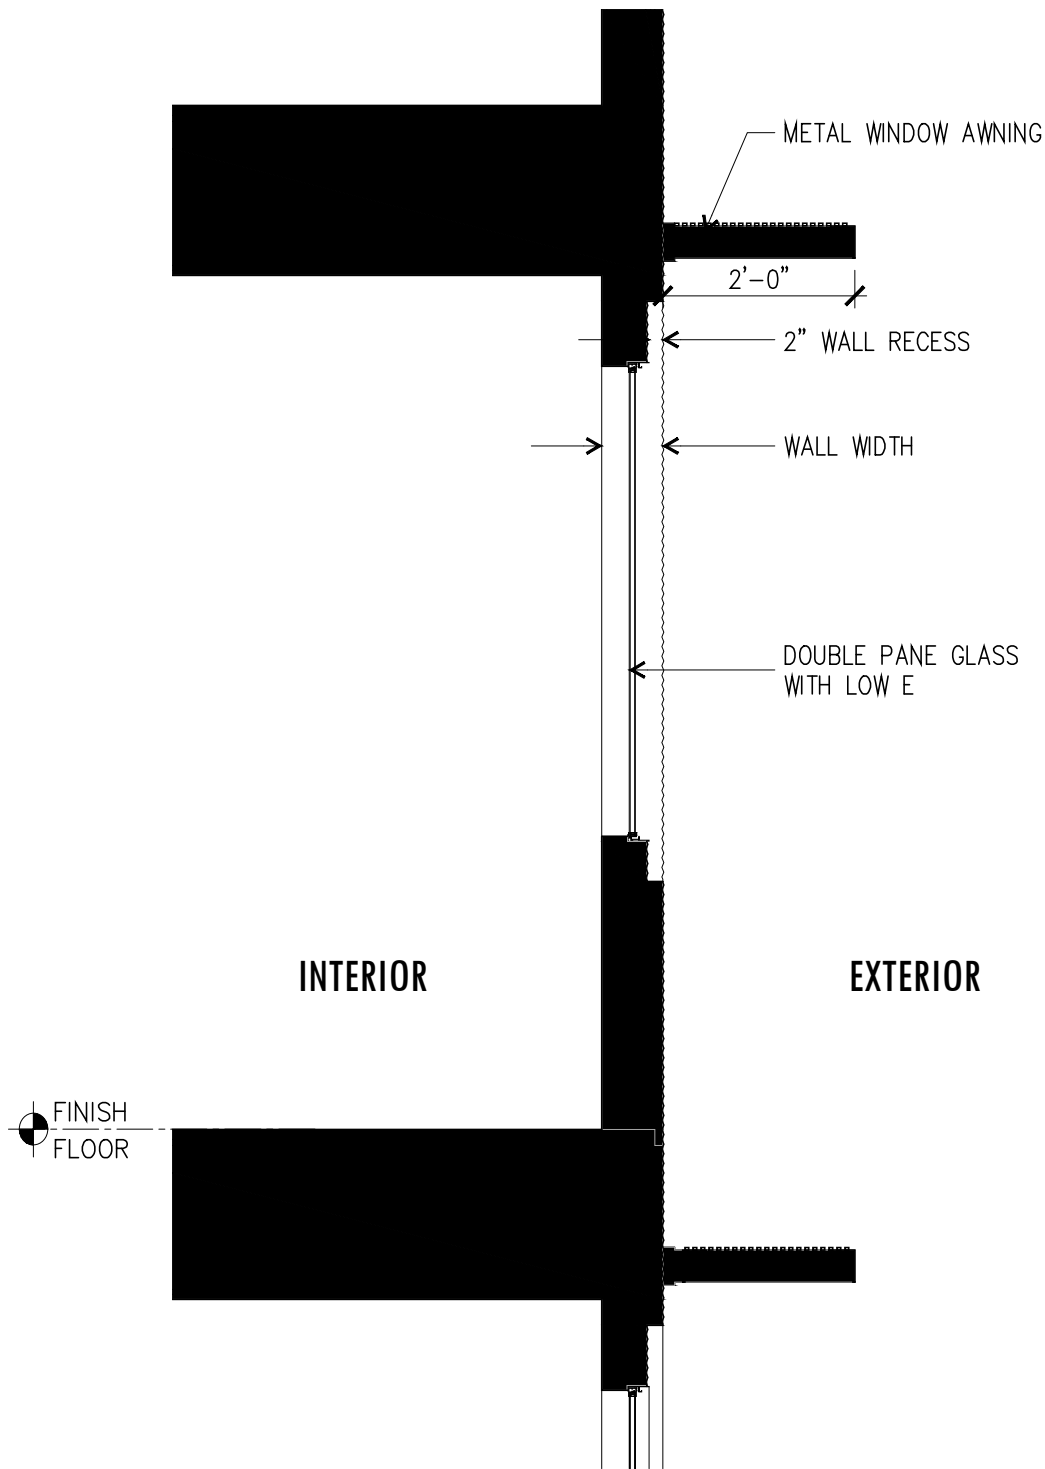 METAL WINDOW AWNING
2'-0"
2" WALL RECESS
WALL WIDTH
DOUBLE PANE GLASS
WITH LOW E
INTERIOR
EXTERIOR
FINISH
FLOOR